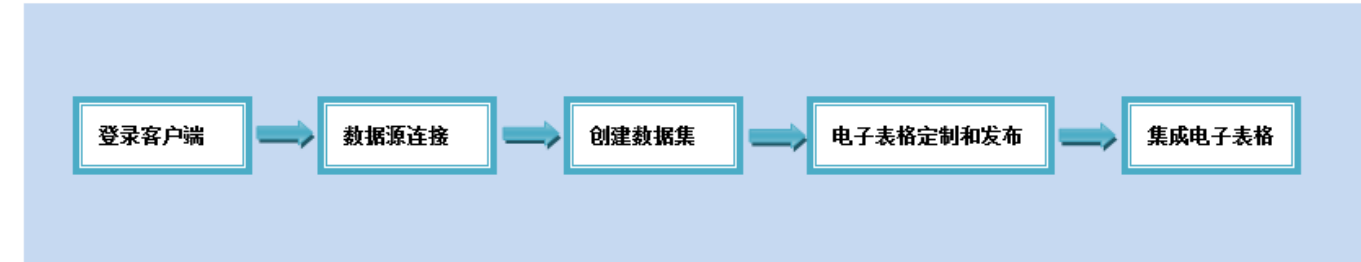 登录客户端
数据源连接
创建数据集
电子表格定制和发布
集成电子表格